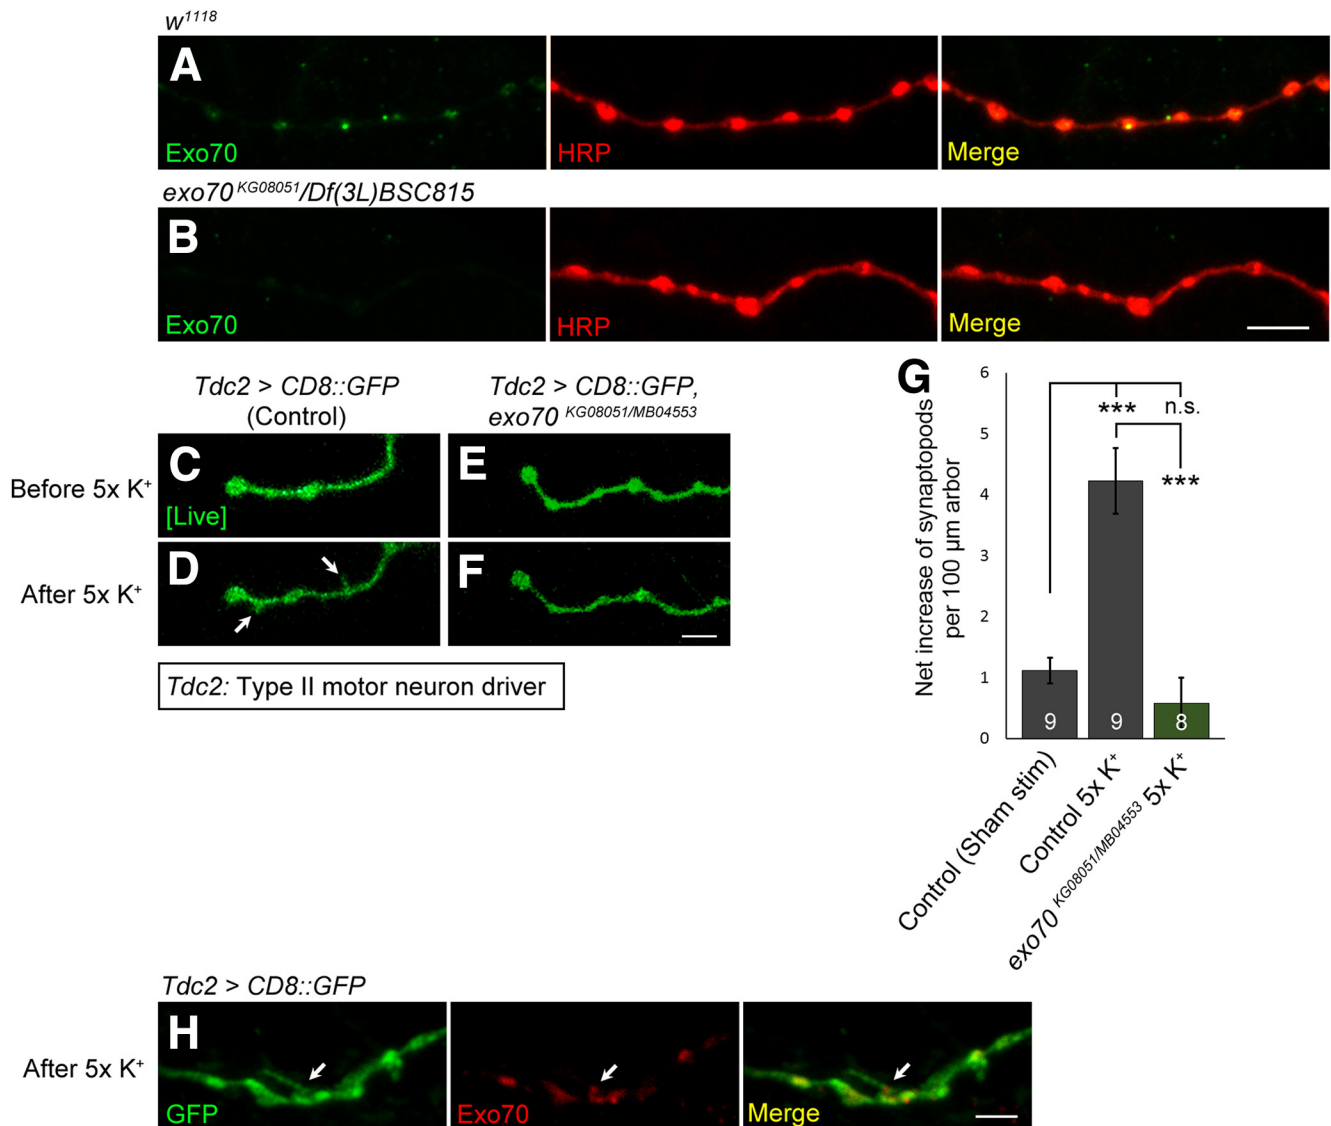 w1118
A
Exo70
HRP
Merge
exo70 KG08051/Df(3L)BSC815
B
Exo70
HRP
Merge
Tdc2 > CD8::GFP
(Control)
Tdc2 > CD8::GFP,
exo70 KG08051/MB04553
Before 5x K+
C
[Live]
E
After 5x K+
D
F
Tdc2: Type II motor neuron driver
G
Net increase of synaptopods
per 100 µm arbor
6
5
4
3
2
1
0
*** n.s.
***
9
9
8
Control (Sham stim)
Control 5x K+
exo70 KG08051/MB04553 5x K+
Tdc2 > CD8::GFP
After 5x K+
H
GFP
Exo70
Merge